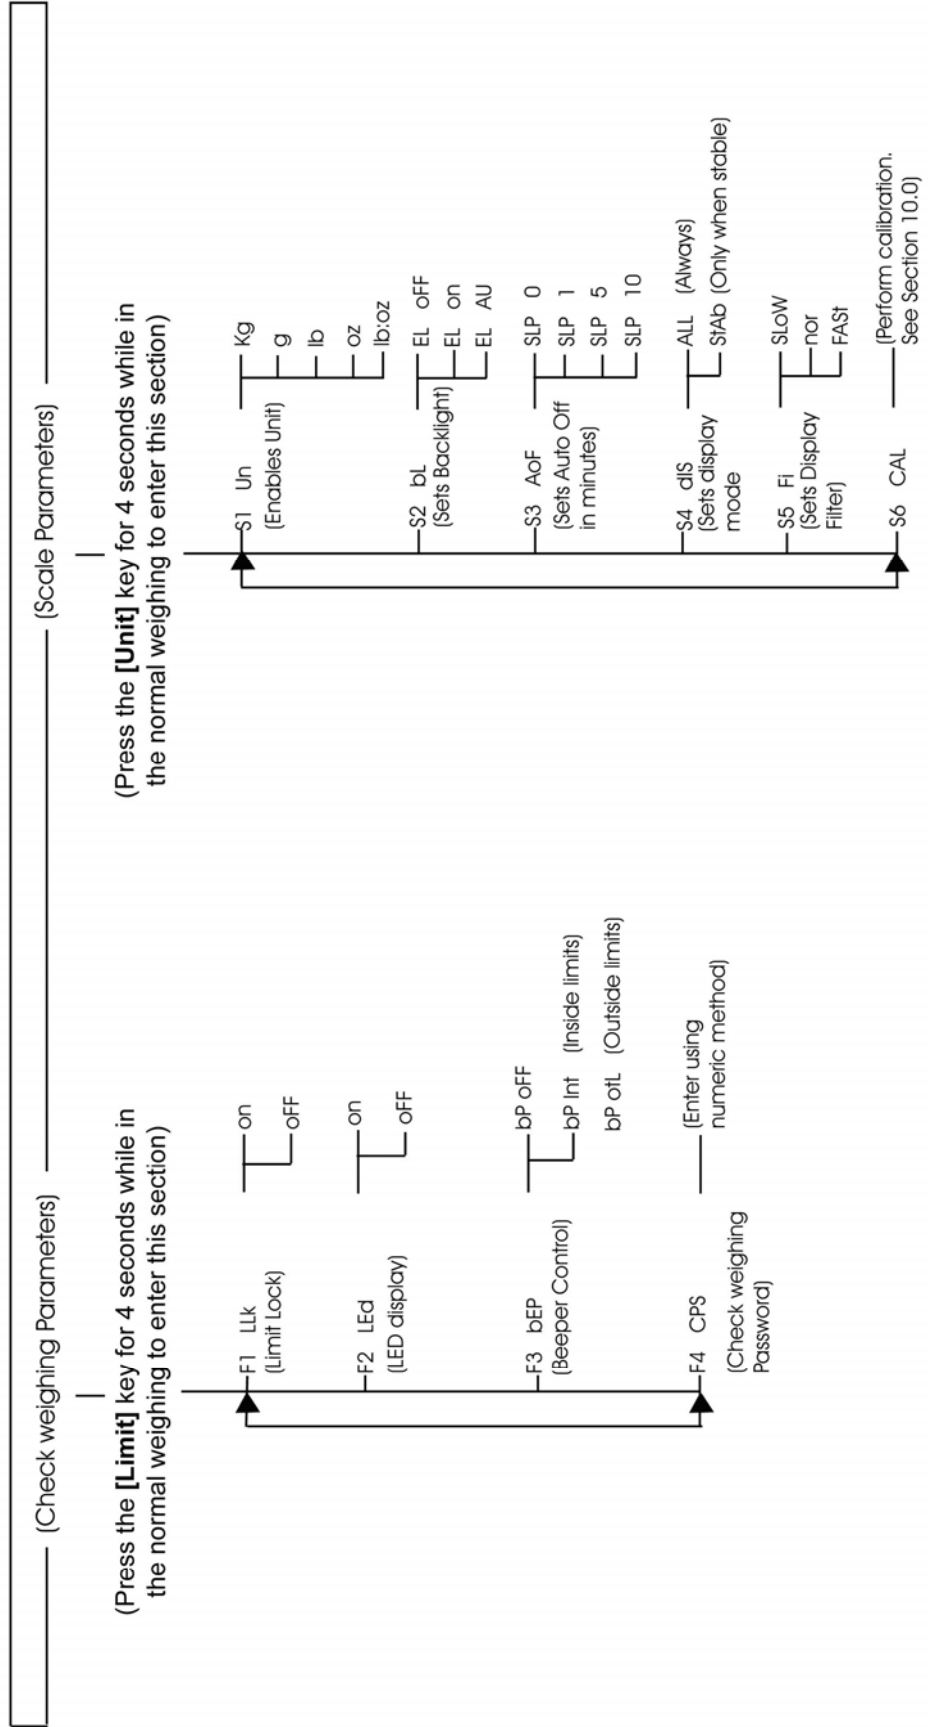 (Check weighing Parameters)
(Press the [Limit] key for 4 seconds while in
the normal weighing to enter this section)
F1 LLk
(Limit Lock)
on
oFF
F2 LEd
(LED display)
on
oFF
F3 bEP
(Beeper Control)
bP oFF
bP Int (Inside limits)
bP otL (Outside limits)
F4 CPS
(Check weighing
Password)
(Enter using
numeric method)
(Scale Parameters)
(Press the [Unit] key for 4 seconds while in
the normal weighing to enter this section)
S1 Un
(Enables Unit)
Kg
g
lb
oz
lb:oz
S2 bL
(Sets Backlight)
EL oFF
EL on
EL AU
S3 AoF
(Sets Auto Off
in minutes)
SLP 0
SLP 1
SLP 5
SLP 10
S4 dIS
(Sets display
mode
ALL (Always)
StAb (Only when stable)
S5 Fi
(Sets Display
Filter)
SLoW
nor
FASt
S6 CAL
(Perform calibration.
See Section 10.0)